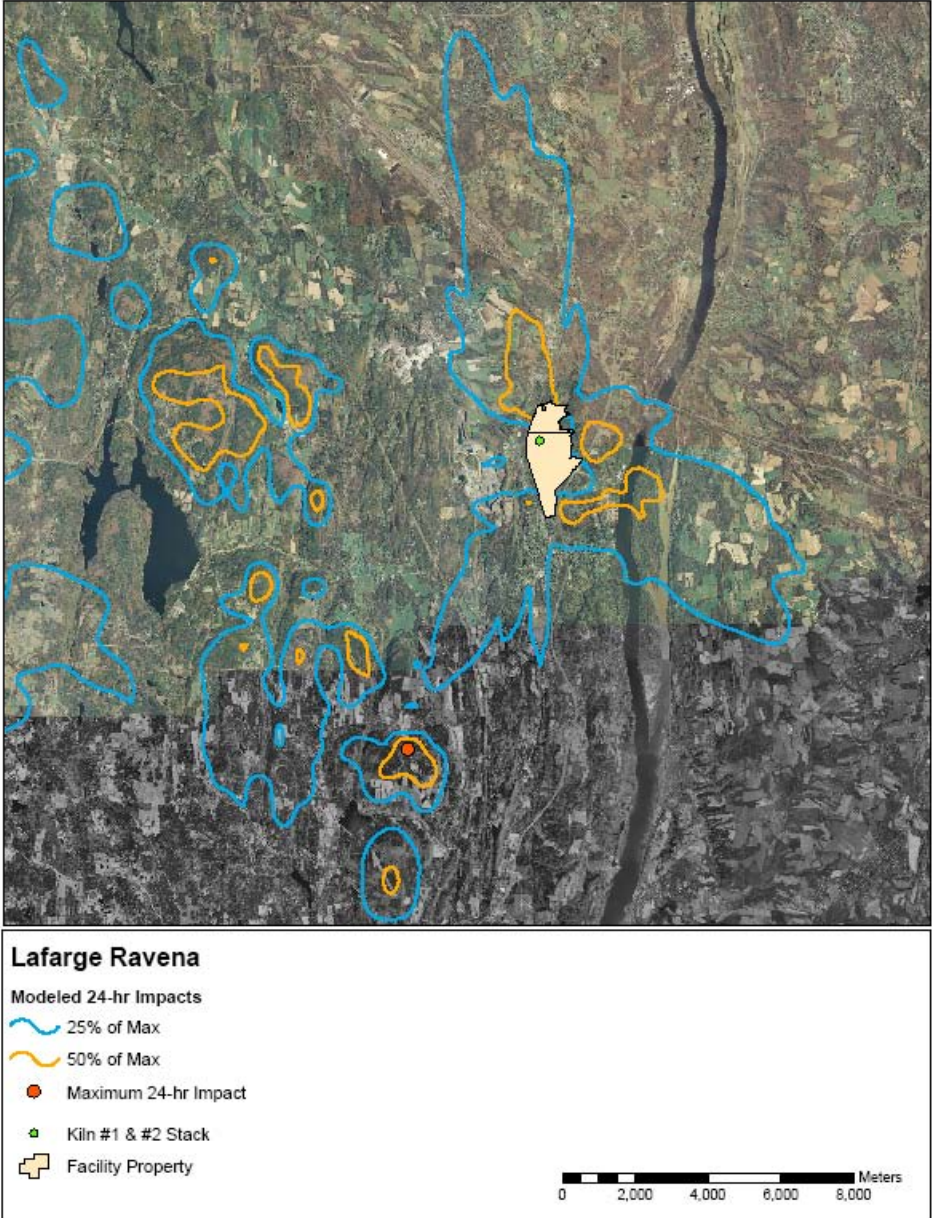 Lafarge Ravena
Modeled 24-hr Impacts
25% of Max
50% of Max
Maximum 24-hr Impact
Kiln #1 & #2 Stack
Facility Property
Meters
0 2,000 4,000 6,000 8,000